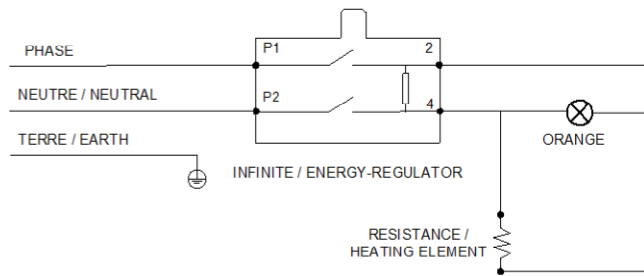 PHASE
P1
2
NEUTRE / NEUTRAL
P2
4
TERRE / EARTH
ORANGE
INFINITE / ENERGY-REGULATOR
RESISTANCE /
HEATING ELEMENT